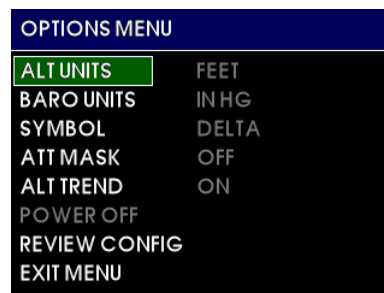 OPTIONS MENU
ALT UNITS FEET
BARO UNITS IN HG
SYMBOL DELTA
ATT MASK OFF
ALT TREND ON
POWER OFF
REVIEW CONFIG
EXIT MENU